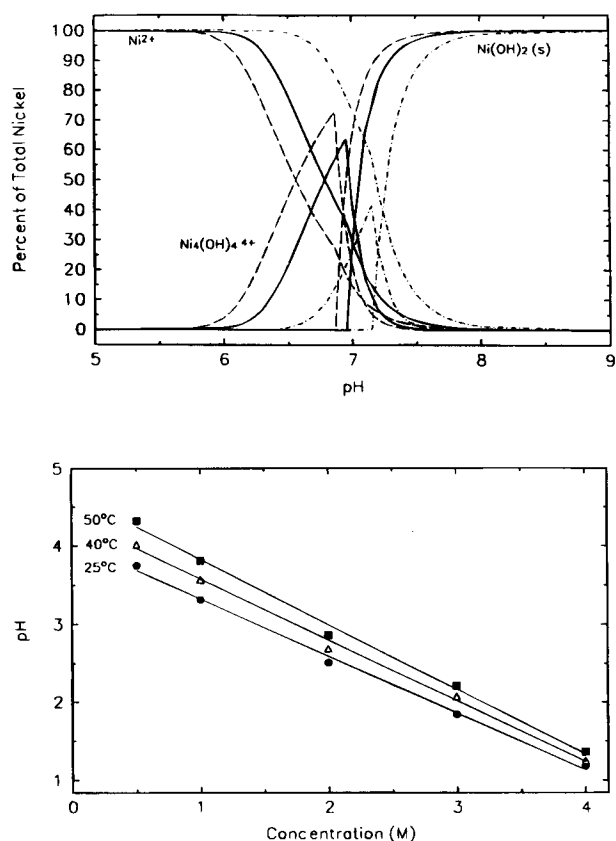 100
90
80
70
60
50
40
30
20
10
0
Percent of Total Nickel
Ni2+
Ni(OH)2 (s)
Ni4(OH)4 4+
5 6 7 8 9
pH
5
4
3
2
1
pH
50°C
40°C
25°C
0 1 2 3 4
Concentration (M)